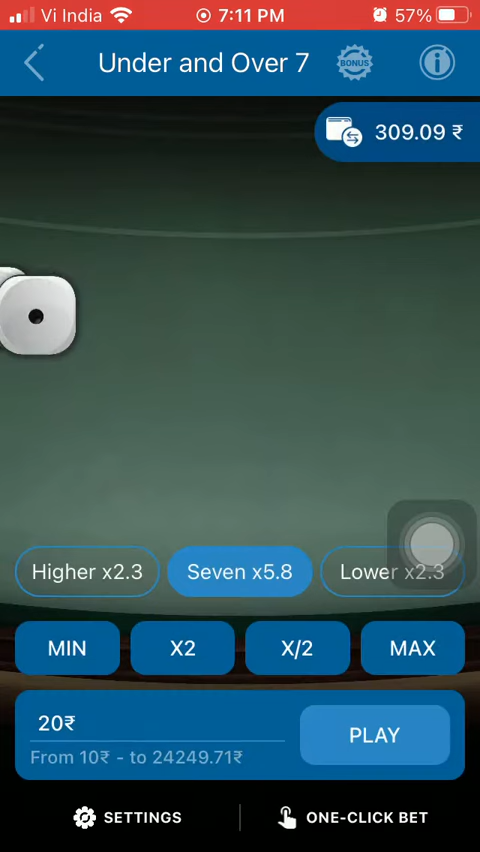 Vi India 7:11 PM 57%
Under and Over 7 BONUS
309.09 ₹
Higher x2.3 Seven x5.8 Lower x2.3
MIN X2 X/2 MAX
20₹
PLAY
From 10₹ - to 24249.71₹
SETTINGS ONE-CLICK BET